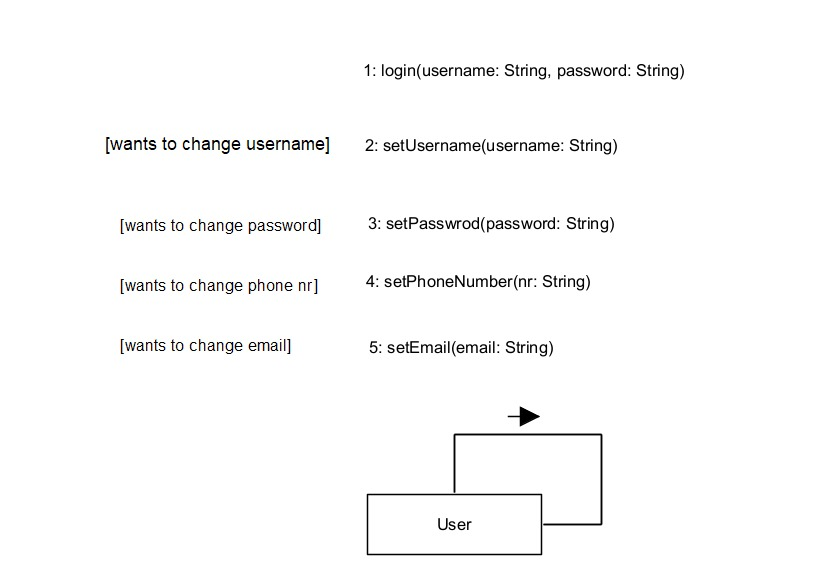 1: login(username: String, password: String)
[wants to change username] 2: setUsername(username: String)
[wants to change password] 3: setPasswrod(password: String)
[wants to change phone nr] 4: setPhoneNumber(nr: String)
[wants to change email] 5: setEmail(email: String)
User